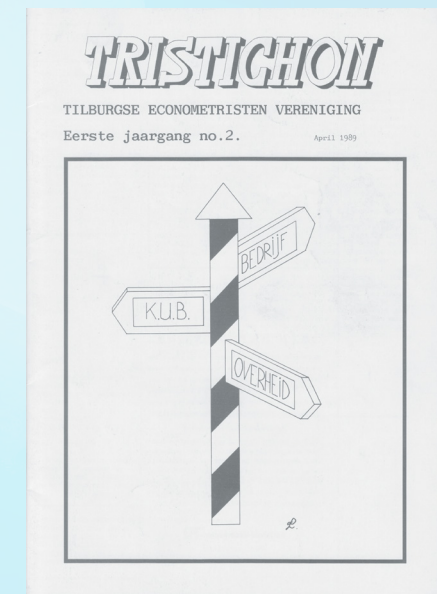 TRISTICHON
TILBURGSE ECONOMETRISTEN VERENIGING
Eerste jaargang no.2.
April 1989
BEDRIJF
K.U.B.
OVERHEID